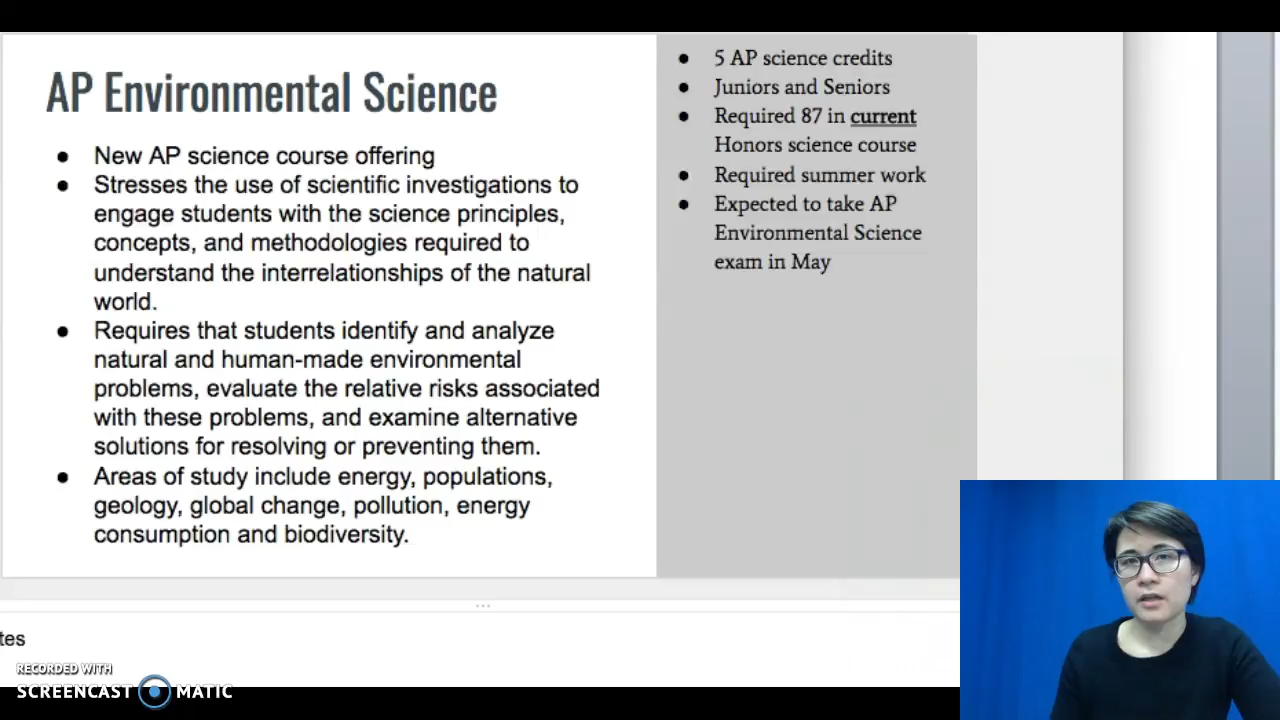 AP Environmental Science
● New AP science course offering
● Stresses the use of scientific investigations to
engage students with the science principles,
concepts, and methodologies required to
understand the interrelationships of the natural
world.
● Requires that students identify and analyze
natural and human-made environmental
problems, evaluate the relative risks associated
with these problems, and examine alternative
solutions for resolving or preventing them.
● Areas of study include energy, populations,
geology, global change, pollution, energy
consumption and biodiversity.
● 5 AP science credits
● Juniors and Seniors
● Required 87 in current
Honors science course
● Required summer work
● Expected to take AP
Environmental Science
exam in May
tes
RECORDED WITH
SCREENCAST MATIC